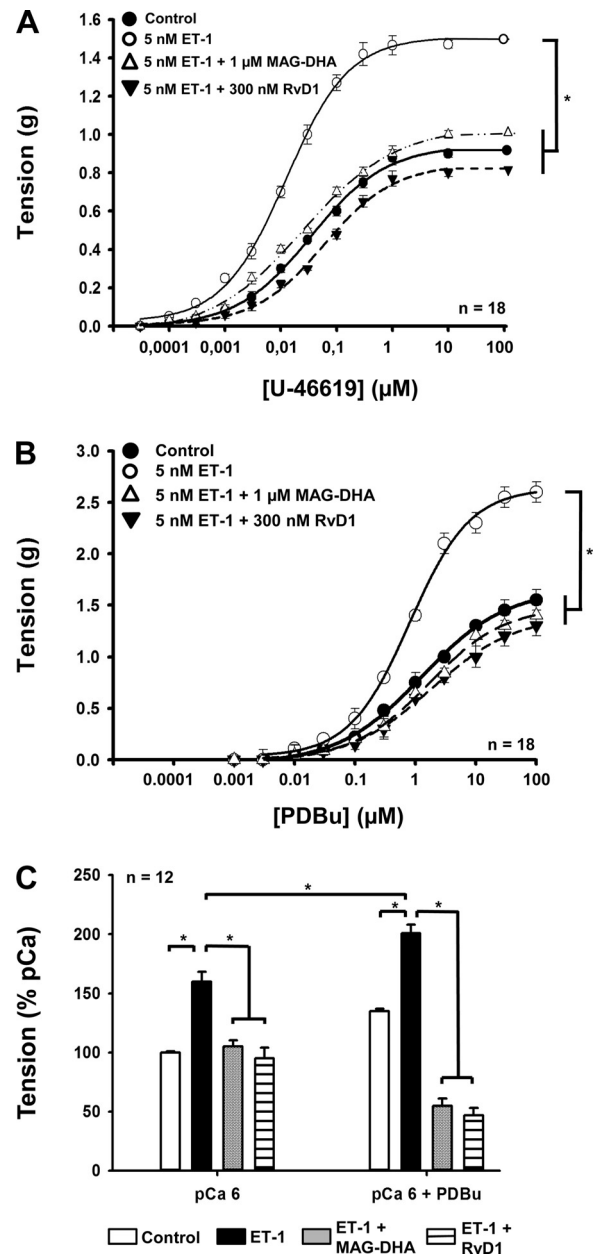 A
Control
5 nM ET-1
5 nM ET-1 + 1 µM MAG-DHA
5 nM ET-1 + 300 nM RvD1
Tension (g)
1.6
1.4
1.2
1.0
0.8
0.6
0.4
0.2
0.0
*
n = 18
0,0001 0,001 0,01 0,1 1 10 100
[U-46619] (µM)
B
Control
5 nM ET-1
5 nM ET-1 + 1 µM MAG-DHA
5 nM ET-1 + 300 nM RvD1
Tension (g)
3.0
2.5
2.0
1.5
1.0
0.5
0
*
n = 18
0.0001 0.001 0.01 0.1 1 10 100
[PDBu] (µM)
C
n = 12
Tension (% pCa)
250
200
150
100
50
0
*
* *
* *
pCa 6 pCa 6 + PDBu
Control ET-1 ET-1 + MAG-DHA ET-1 + RvD1